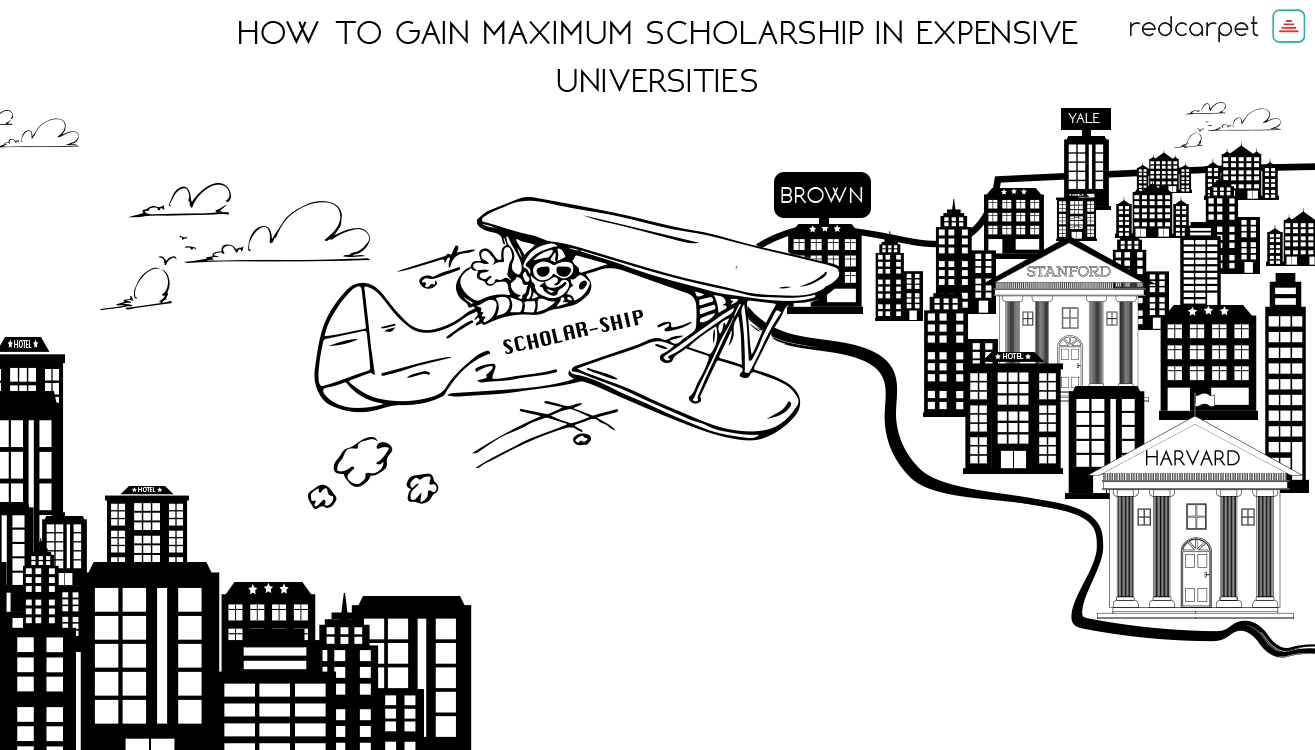 HOW TO GAIN MAXIMUM SCHOLARSHIP IN EXPENSIVE
UNIVERSITIES
redcarpet
YALE
BROWN
STANFORD
SCHOLAR-SHIP
HOTEL
HOTEL
HARVARD
HOTEL